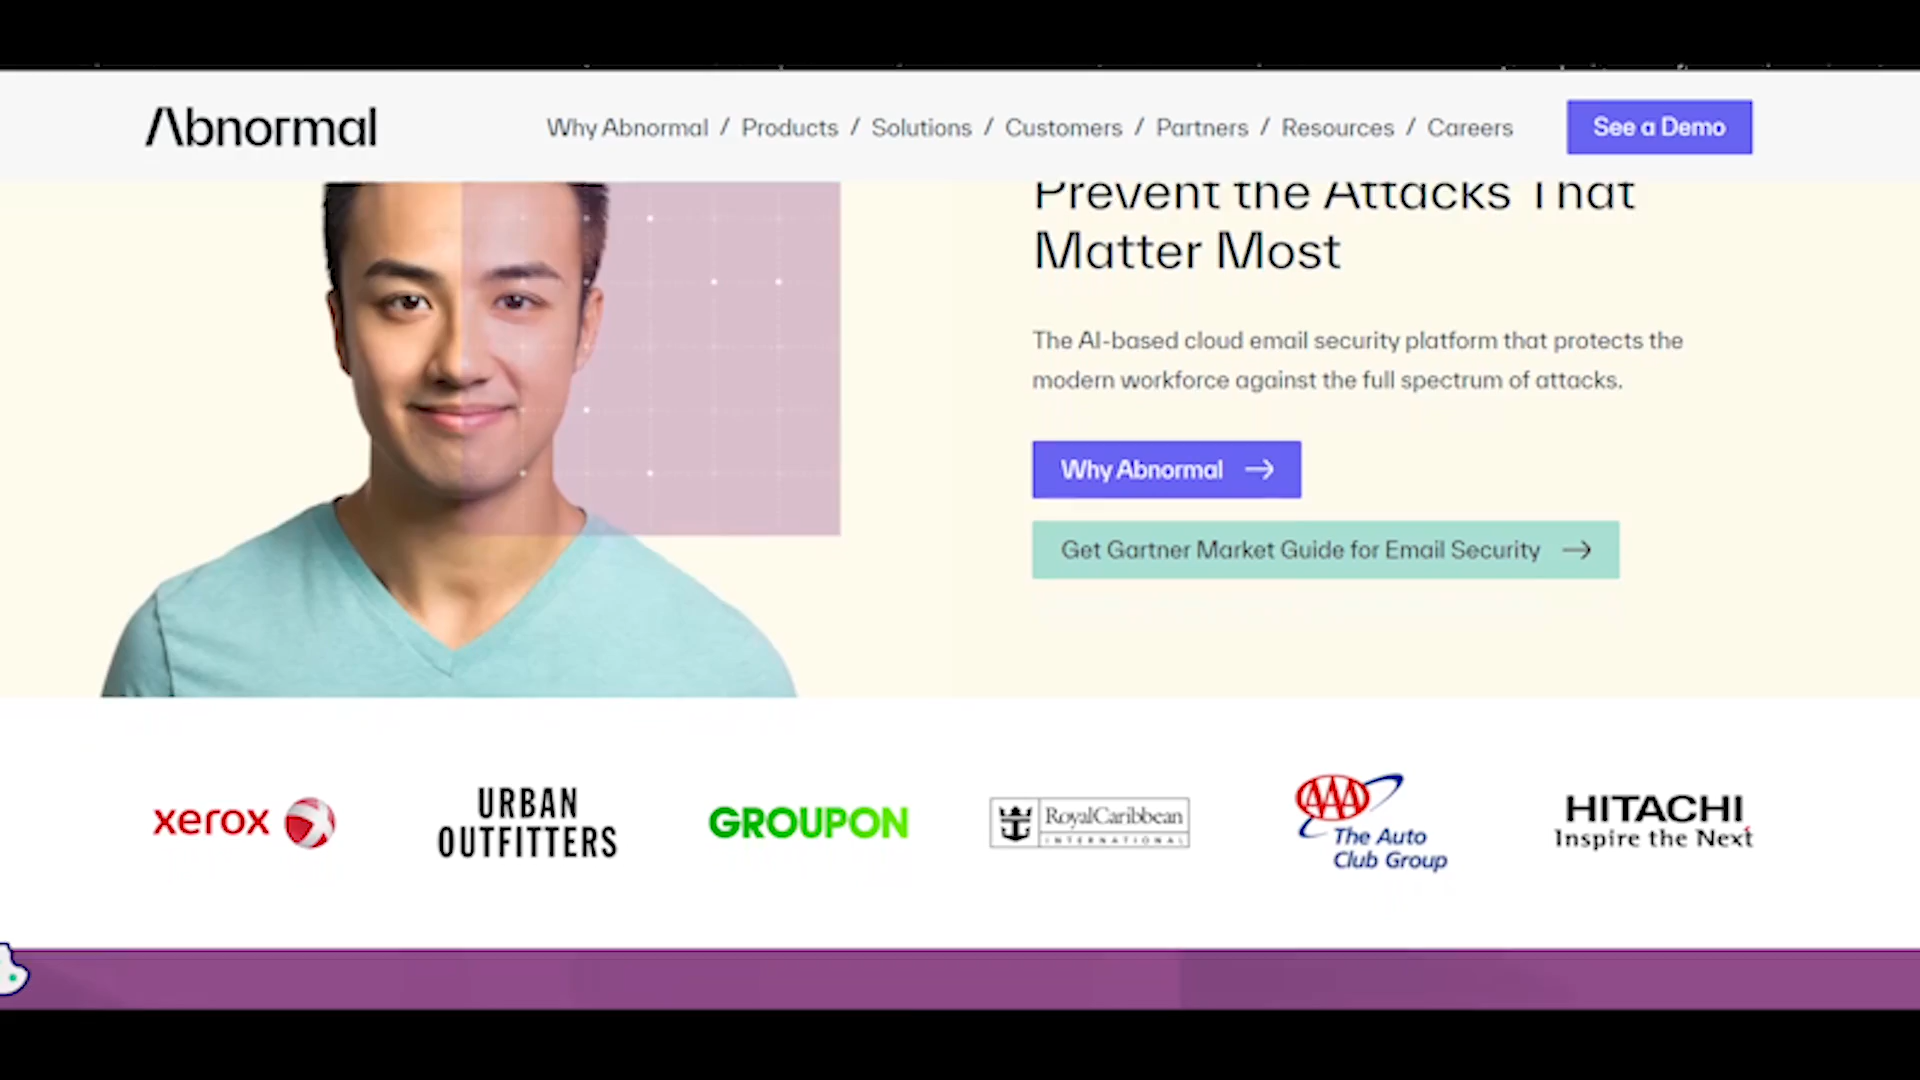 Abnormal
Why Abnormal / Products / Solutions / Customers / Partners / Resources / Careers
See a Demo
Prevent the Attacks That
Matter Most
The AI-based cloud email security platform that protects the
modern workforce against the full spectrum of attacks.
Why Abnormal →
Get Gartner Market Guide for Email Security →
xerox
URBAN
OUTFITTERS
GROUPON
RoyalCaribbean
INTERNATIONAL
AAA
The Auto
Club Group
HITACHI
Inspire the Next